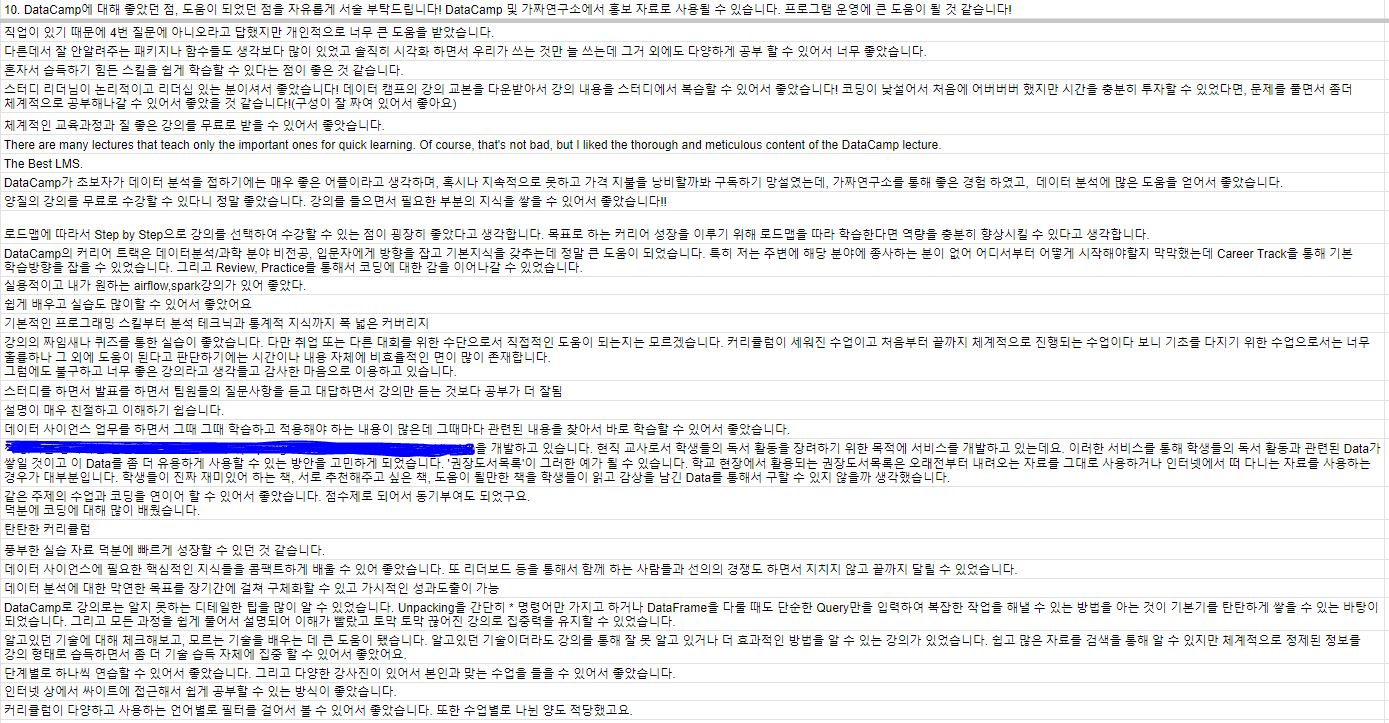 10. DataCamp에 대해 좋았던 점, 도움이 되었던 점을 자유롭게 서술 부탁드립니다! DataCamp 및 가짜연구소에서 홍보 자료로 사용될 수 있습니다. 프로그램 운영에 큰 도움이 될 것 같습니다!
직업이 있기 때문에 4번 질문에 아니오라고 답했지만 개인적으로 너무 큰 도움을 받았습니다.
다른데서 잘 안알려주는 패키지나 함수들도 생각보다 많이 있었고 솔직히 시각화 하면서 우리가 쓰는 것만 늘 쓰는데 그거 외에도 다양하게 공부 할 수 있어서 너무 좋았습니다.
혼자서 습득하기 힘든 스킬을 쉽게 학습할 수 있다는 점이 좋은 것 같습니다.
스터디 리더님이 논리적이고 리더십 있는 분이셔서 좋았습니다! 데이터 캠프의 강의 교본을 다운받아서 강의 내용을 스터디에서 복습할 수 있어서 좋았습니다! 코딩이 낯설어서 처음에 어버버버 했지만 시간을 충분히 투자할 수 있었다면, 문제를 풀면서 좀더
체계적으로 공부해나갈 수 있어서 좋았을 것 같습니다!(구성이 잘 짜여 있어서 좋아요)
체계적인 교육과정과 질 좋은 강의를 무료로 받을 수 있어서 좋앗습니다.
There are many lectures that teach only the important ones for quick learning. Of course, that's not bad, but I liked the thorough and meticulous content of the DataCamp lecture.
The Best LMS.
DataCamp가 초보자가 데이터 분석을 접하기에는 매우 좋은 어플이라고 생각하며, 혹시나 지속적으로 못하고 가격 지불을 낭비할까봐 구독하기 망설였는데, 가짜연구소를 통해 좋은 경험 하였고,  데이터 분석에 많은 도움을 얻어서 좋았습니다.
양질의 강의를 무료로 수강할 수 있다니 정말 좋았습니다. 강의를 들으면서 필요한 부분의 지식을 쌓을 수 있어서 좋았습니다!!
로드맵에 따라서 Step by Step으로 강의를 선택하여 수강할 수 있는 점이 굉장히 좋았다고 생각합니다. 목표로 하는 커리어 성장을 이루기 위해 로드맵을 따라 학습한다면 역량을 충분히 향상시킬 수 있다고 생각합니다.
DataCamp의 커리어 트랙은 데이터분석/과학 분야 비전공, 입문자에게 방향을 잡고 기본지식을 갖추는데 정말 큰 도움이 되었습니다. 특히 저는 주변에 해당 분야에 종사하는 분이 없어 어디서부터 어떻게 시작해야할지 막막했는데 Career Track을 통해 기본
학습방향을 잡을 수 있었습니다. 그리고 Review, Practice를 통해서 코딩에 대한 감을 이어나갈 수 있었습니다.
실용적이고 내가 원하는 airflow,spark강의가 있어 좋았다.
쉽게 배우고 실습도 많이할 수 있어서 좋았어요
기본적인 프로그래밍 스킬부터 분석 테크닉과 통계적 지식까지 폭 넓은 커버리지
강의의 짜임새나 퀴즈를 통한 실습이 좋았습니다. 다만 취업 또는 다른 대회를 위한 수단으로서 직접적인 도움이 되는지는 모르겠습니다. 커리큘럼이 세워진 수업이고 처음부터 끝까지 체계적으로 진행되는 수업이다 보니 기초를 다지기 위한 수업으로서는 너무
훌륭하나 그 외에 도움이 된다고 판단하기에는 시간이나 내용 자체에 비효율적인 면이 많이 존재합니다.
그럼에도 불구하고 너무 좋은 강의라고 생각들고 감사한 마음으로 이용하고 있습니다.
스터디를 하면서 발표를 하면서 팀원들의 질문사항을 듣고 대답하면서 강의만 듣는 것보다 공부가 더 잘됨
설명이 매우 친절하고 이해하기 쉽습니다.
데이터 사이언스 업무를 하면서 그때 그때 학습하고 적용해야 하는 내용이 많은데 그때마다 관련된 내용을 찾아서 바로 학습할 수 있어서 좋았습니다.
을 개발하고 있습니다. 현직 교사로서 학생들의 독서 활동을 장려하기 위한 목적에 서비스를 개발하고 있는데요. 이러한 서비스를 통해 학생들의 독서 활동과 관련된 Data가
쌓일 것이고 이 Data를 좀 더 유용하게 사용할 수 있는 방안을 고민하게 되었습니다. '권장도서목록'이 그러한 예가 될 수 있습니다. 학교 현장에서 활용되는 권장도서목록은 오래전부터 내려오는 자료를 그대로 사용하거나 인터넷에서 떠 다니는 자료를 사용하는
경우가 대부분입니다. 학생들이 진짜 재미있어 하는 책, 서로 추천해주고 싶은 책, 도움이 될만한 책을 학생들이 읽고 감상을 남긴 Data를 통해서 구할 수 있지 않을까 생각했습니다.
같은 주제의 수업과 코딩을 연이어 할 수 있어서 좋았습니다. 점수제로 되어서 동기부여도 되었구요.
덕분에 코딩에 대해 많이 배웠습니다.
탄탄한 커리큘럼
풍부한 실습 자료 덕분에 빠르게 성장할 수 있던 것 같습니다.
데이터 사이언스에 필요한 핵심적인 지식들을 콤팩트하게 배울 수 있어 좋았습니다. 또 리더보드 등을 통해서 함께 하는 사람들과 선의의 경쟁도 하면서 지치지 않고 끝까지 달릴 수 있었습니다.
데이터 분석에 대한 막연한 목표를 장기간에 걸쳐 구체화할 수 있고 가시적인 성과도출이 가능
DataCamp로 강의로는 알지 못하는 디테일한 팁을 많이 알 수 있었습니다. Unpacking을 간단히 * 명령어만 가지고 하거나 DataFrame을 다룰 때도 단순한 Query만을 입력하여 복잡한 작업을 해낼 수 있는 방법을 아는 것이 기본기를 탄탄하게 쌓을 수 있는 바탕이
되었습니다. 그리고 모든 과정을 쉽게 풀어서 설명되어 이해가 빨랐고 토막 토막 끊어진 강의로 집중력을 유지할 수 있었습니다.
알고있던 기술에 대해 체크해보고, 모르는 기술을 배우는 데 큰 도움이 됐습니다. 알고있던 기술이더라도 강의를 통해 잘 못 알고 있거나 더 효과적인 방법을 알 수 있는 강의가 있었습니다. 쉽고 많은 자료를 검색을 통해 알 수 있지만 체계적으로 정제된 정보를
강의 형태로 습득하면서 좀 더 기술 습득 자체에 집중 할 수 있어서 좋았어요.
단계별로 하나씩 연습할 수 있어서 좋았습니다. 그리고 다양한 강사진이 있어서 본인과 맞는 수업을 들을 수 있어서 좋았습니다.
인터넷 상에서 싸이트에 접근해서 쉽게 공부할 수 있는 방식이 좋았습니다.
커리큘럼이 다양하고 사용하는 언어별로 필터를 걸어서 볼 수 있어서 좋았습니다. 또한 수업별로 나뉜 양도 적당했고요.